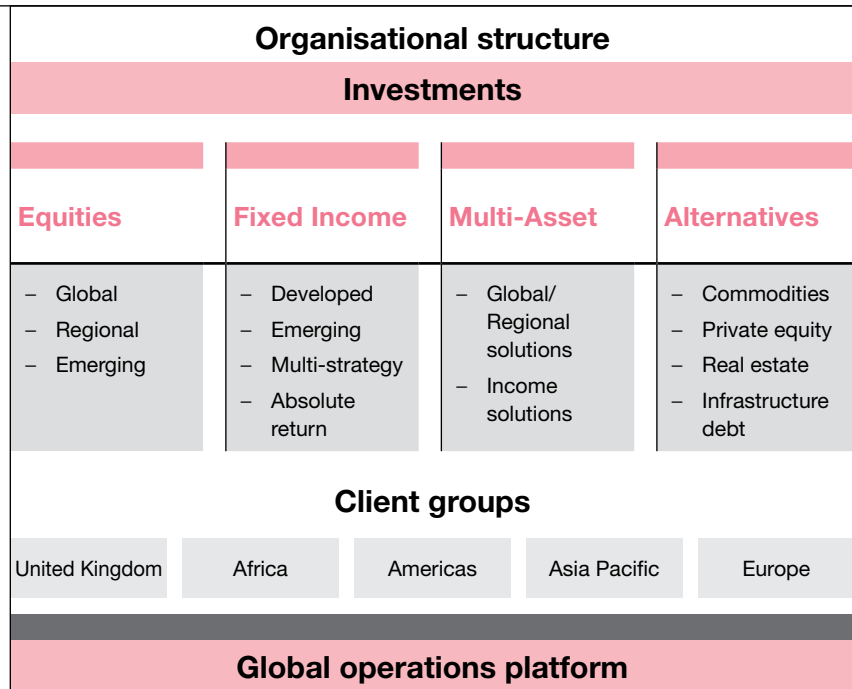 Organisational structure
Investments
Equities
– Global
– Regional
– Emerging
Fixed Income
– Developed
– Emerging
– Multi-strategy
– Absolute
return
Multi-Asset
– Global/
Regional
solutions
– Income
solutions
Alternatives
– Commodities
– Private equity
– Real estate
– Infrastructure
debt
Client groups
United Kingdom
Africa
Americas
Asia Pacific
Europe
Global operations platform